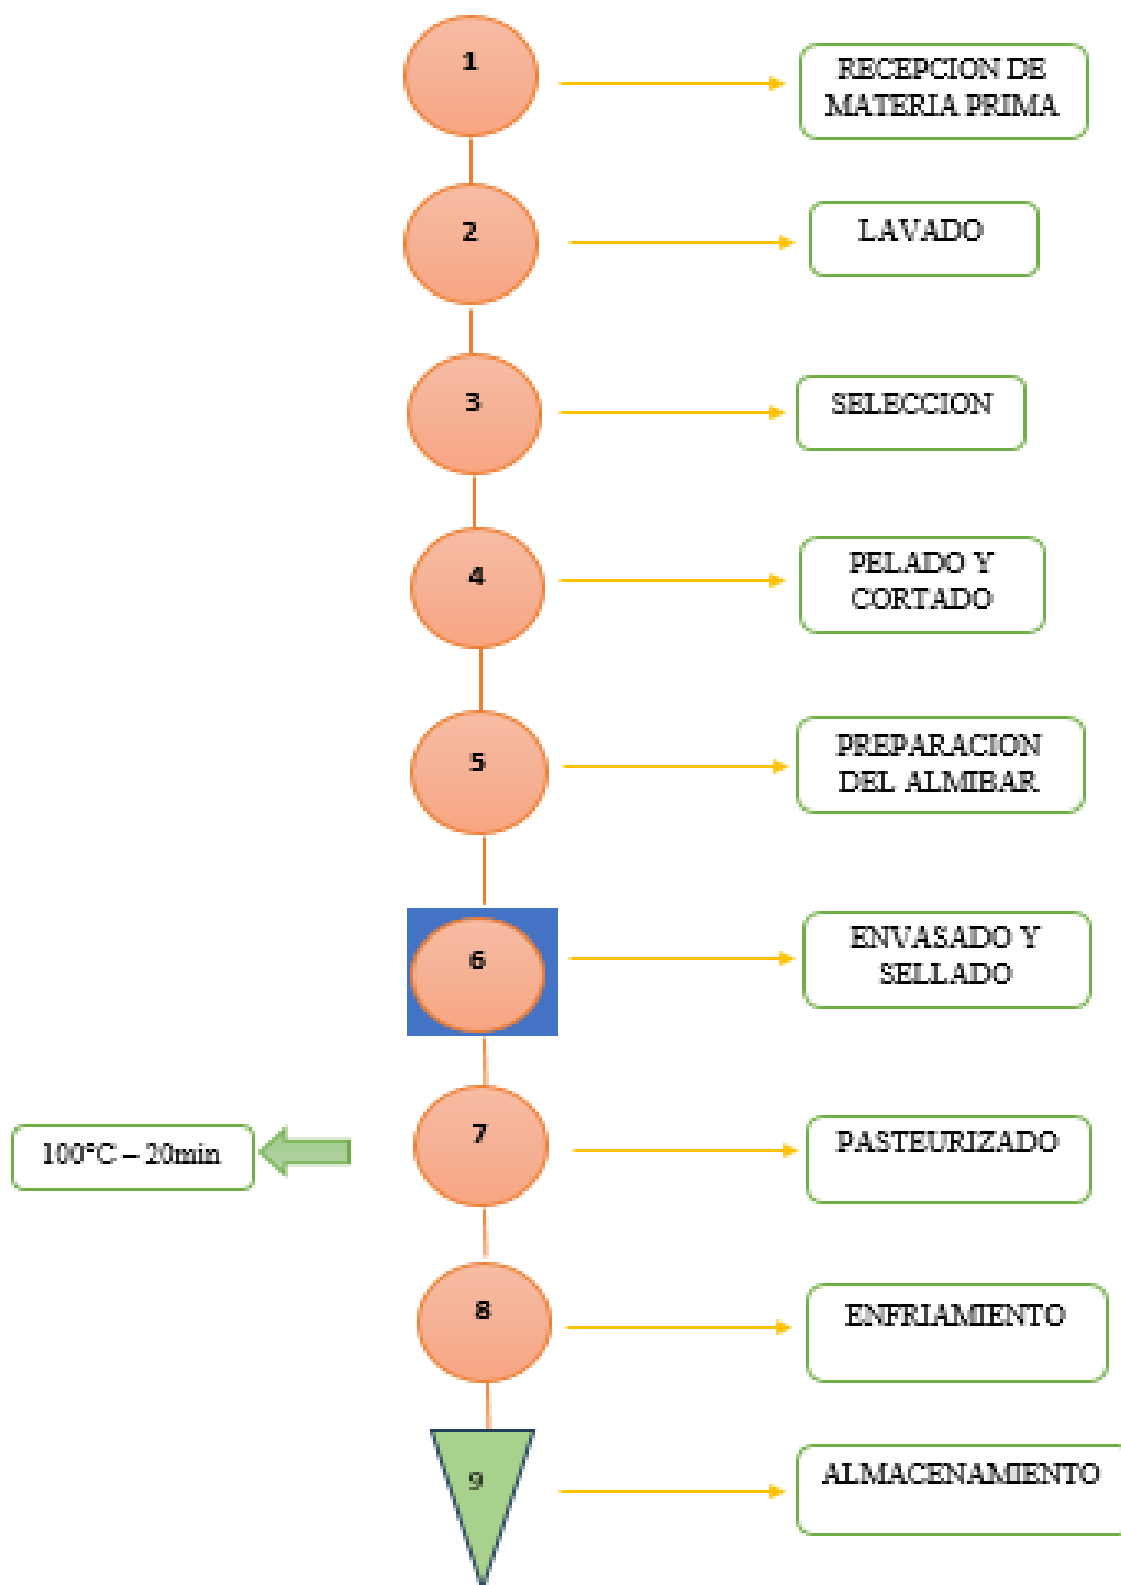 1
RECEPCION DE
MATERIA PRIMA
2
LAVADO
3
SELECCION
4
PELADO Y
CORTADO
5
PREPARACION
DEL ALMIBAR
6
ENVASADO Y
SELLADO
100°C – 20min
7
PASTEURIZADO
8
ENFRIAMIENTO
9
ALMACENAMIENTO